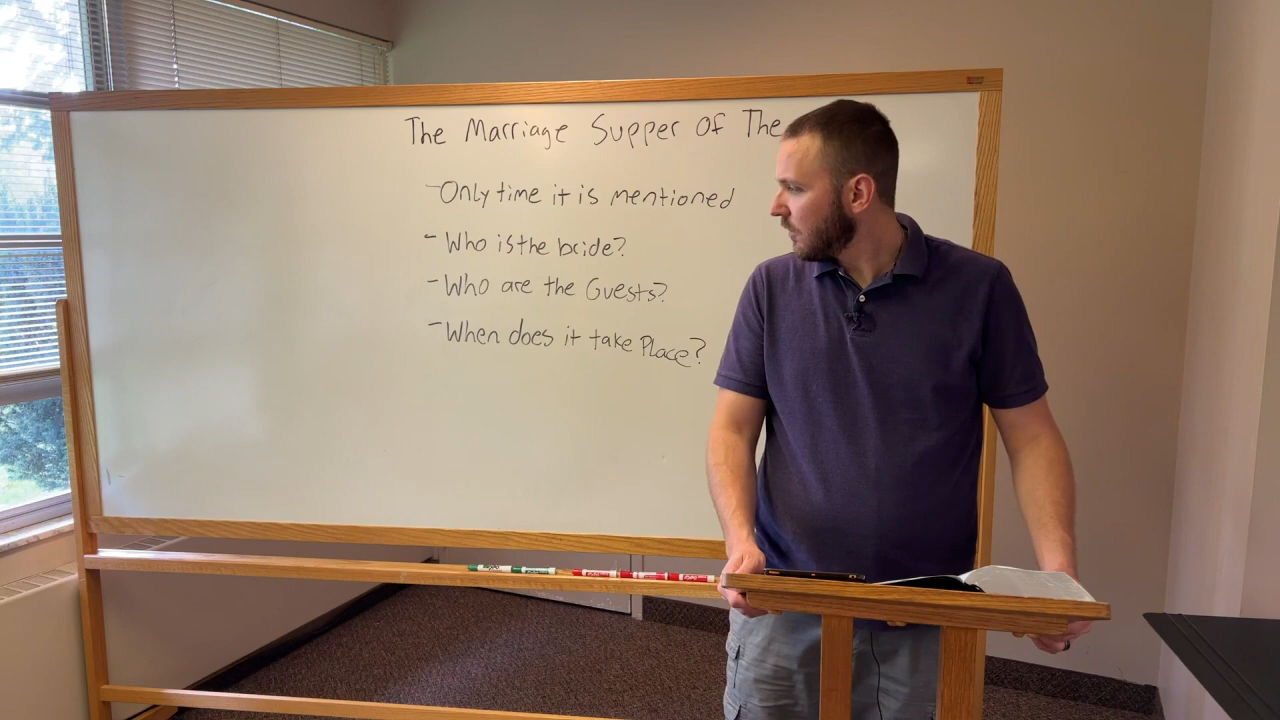 The Marriage Supper Of The
-Only time it is mentioned
- Who is the bride?
-Who are the Guests?
-When does it take Place?